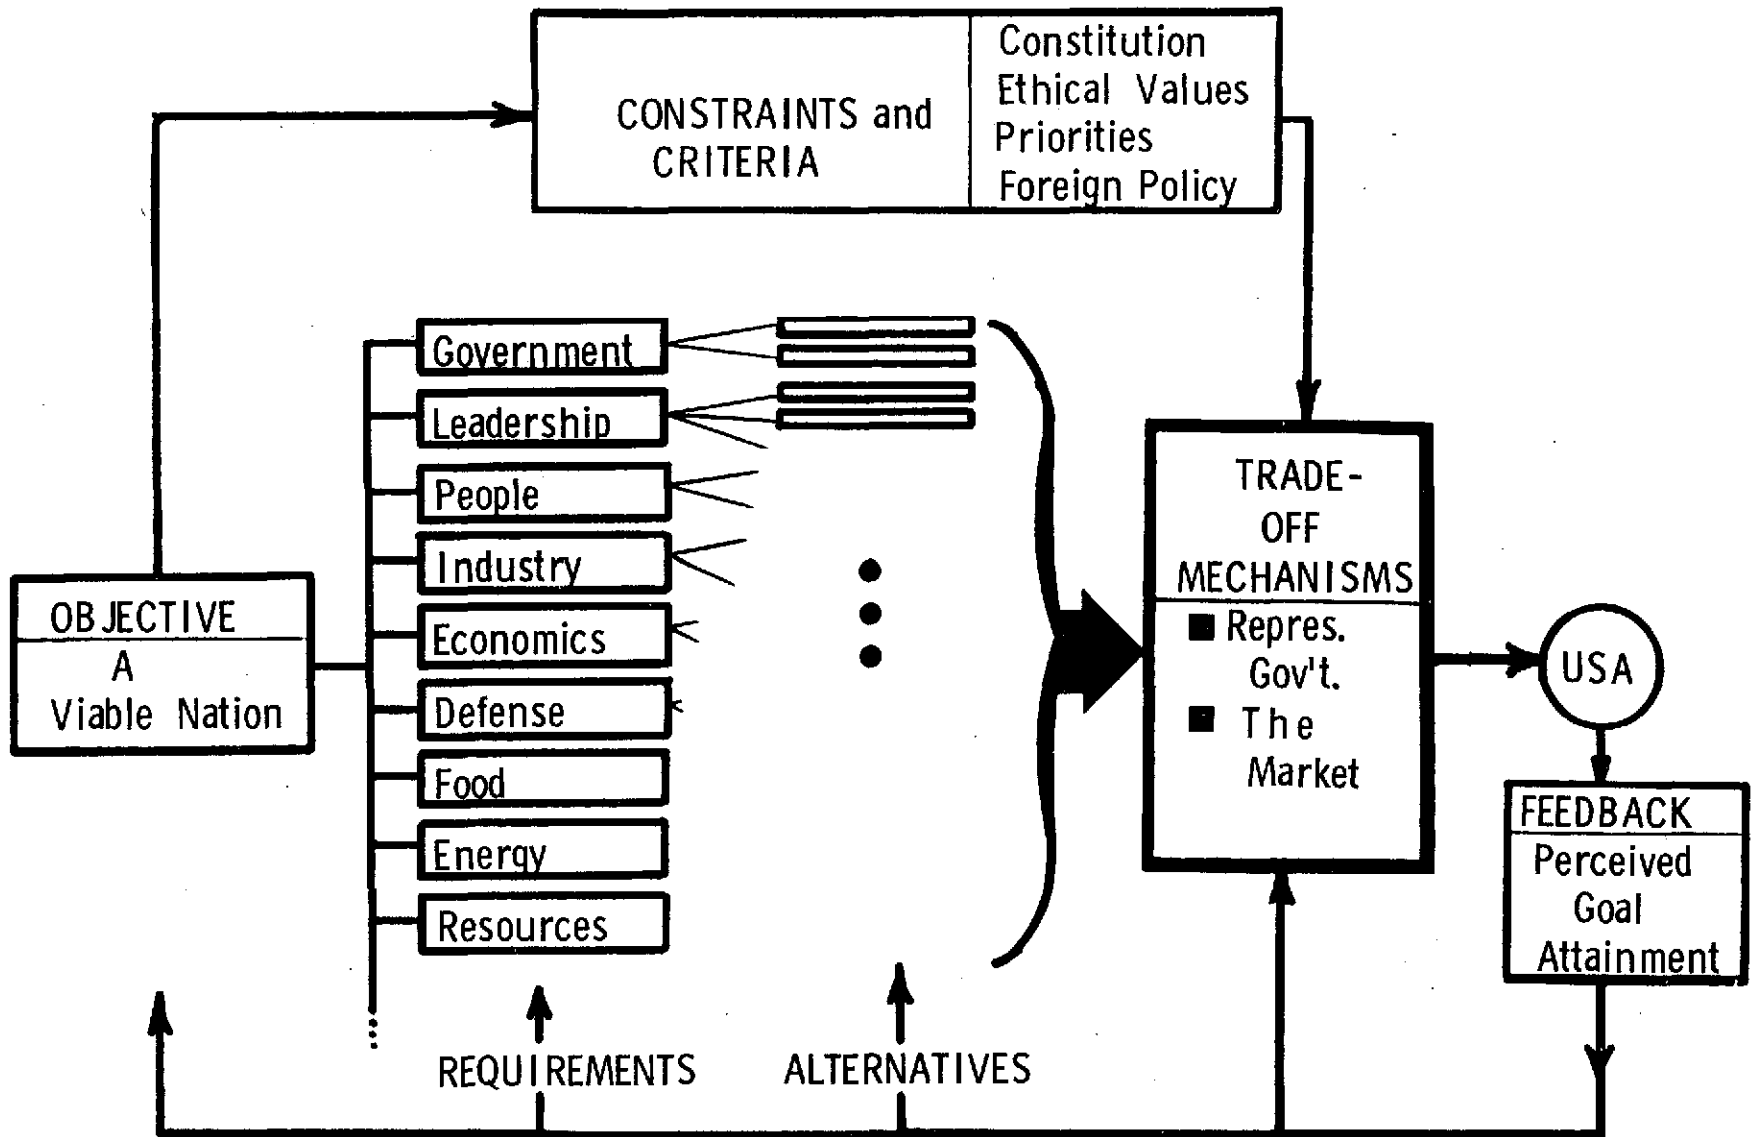 CONSTRAINTS and
CRITERIA
Constitution
Ethical Values
Priorities
Foreign Policy
OBJECTIVE
A
Viable Nation
Government
Leadership
People
Industry
Economics
Defense
Food
Energy
Resources
REQUIREMENTS
ALTERNATIVES
TRADE-
OFF
MECHANISMS
■ Repres.
Gov't.
■ The
Market
USA
FEEDBACK
Perceived
Goal
Attainment